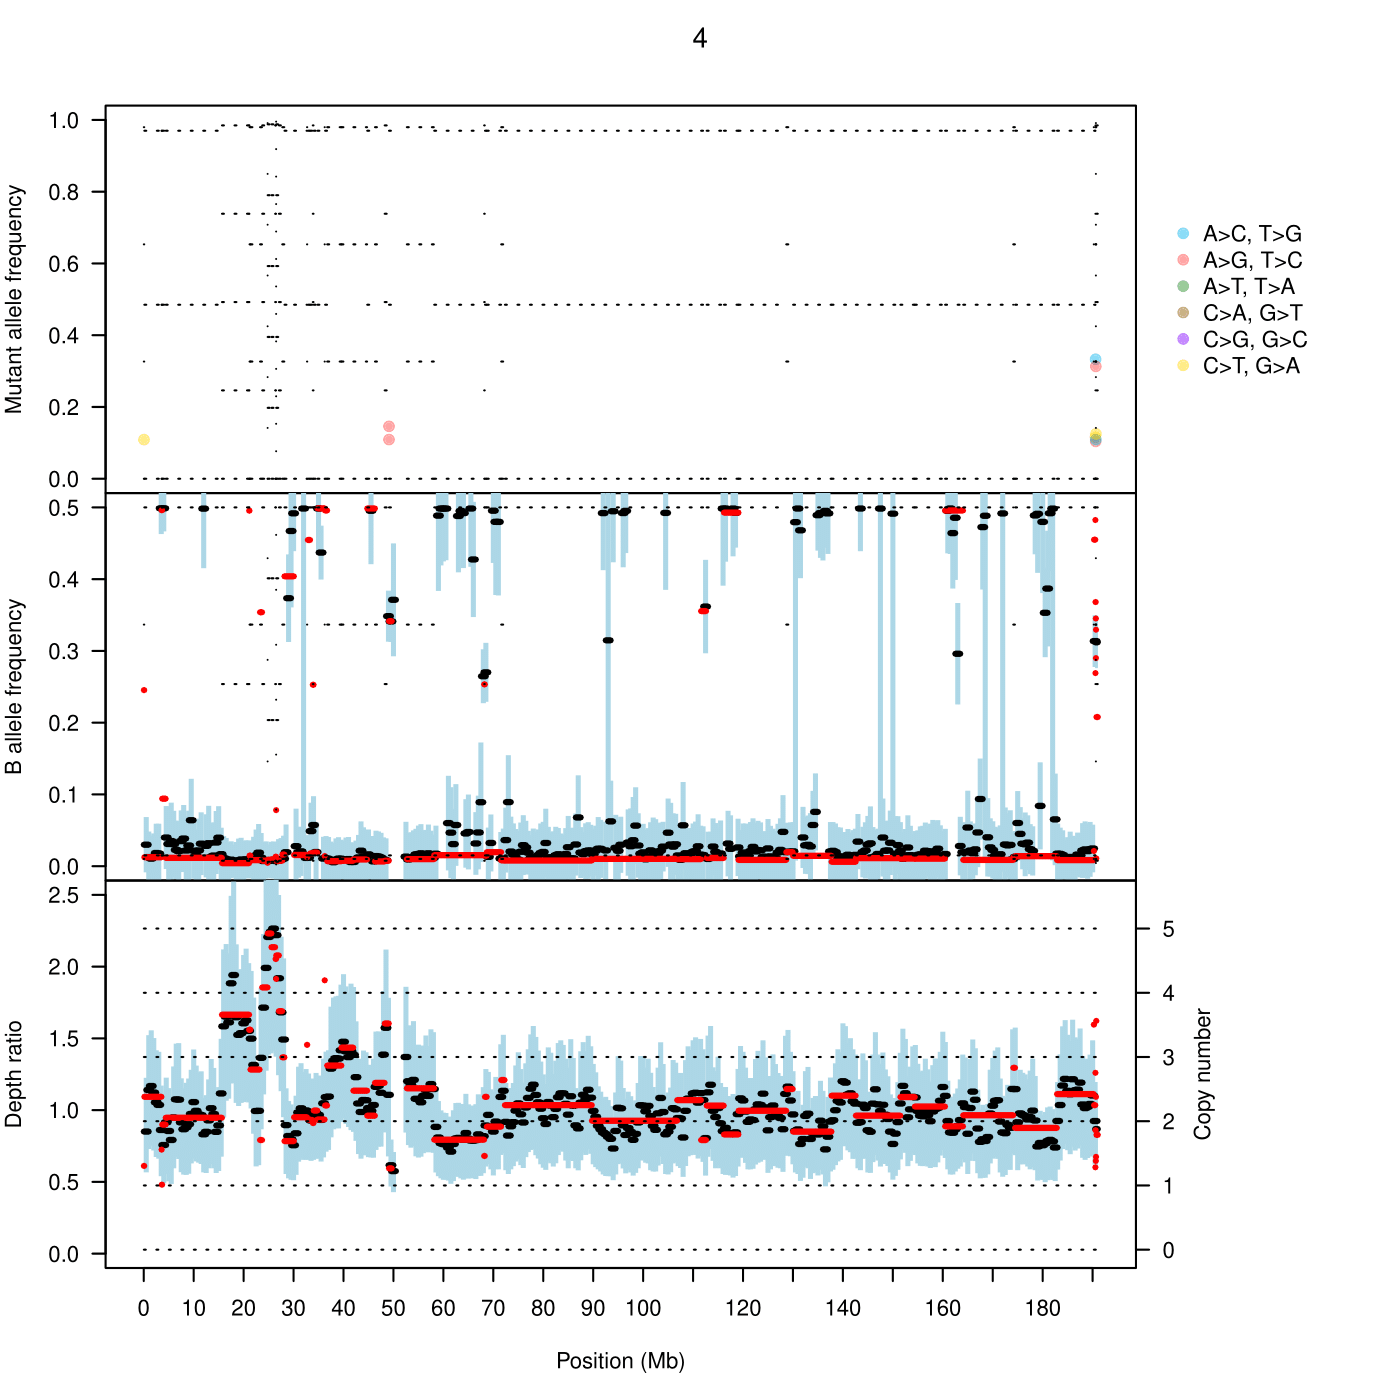 4
Mutant allele frequency
1.0
0.8
0.6
0.4
0.2
0.0
A>C, T>G
A>G, T>C
A>T, T>A
C>A, G>T
C>G, G>C
C>T, G>A
B allele frequency
0.5
0.4
0.3
0.2
0.1
0.0
Depth ratio
2.5
2.0
1.5
1.0
0.5
0.0
5
4
3
2
1
0
Copy number
0 10 20 30 40 50 60 70 80 90 100 120 140 160 180
Position (Mb)